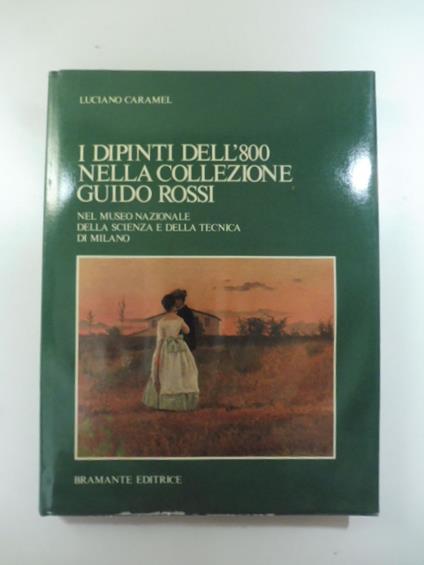 LUCIANO CARAMEL
I DIPINTI DELL'800
NELLA COLLEZIONE
GUIDO ROSSI
NEL MUSEO NAZIONALE
DELLA SCIENZA E DELLA TECNICA
DI MILANO
BRAMANTE EDITRICE